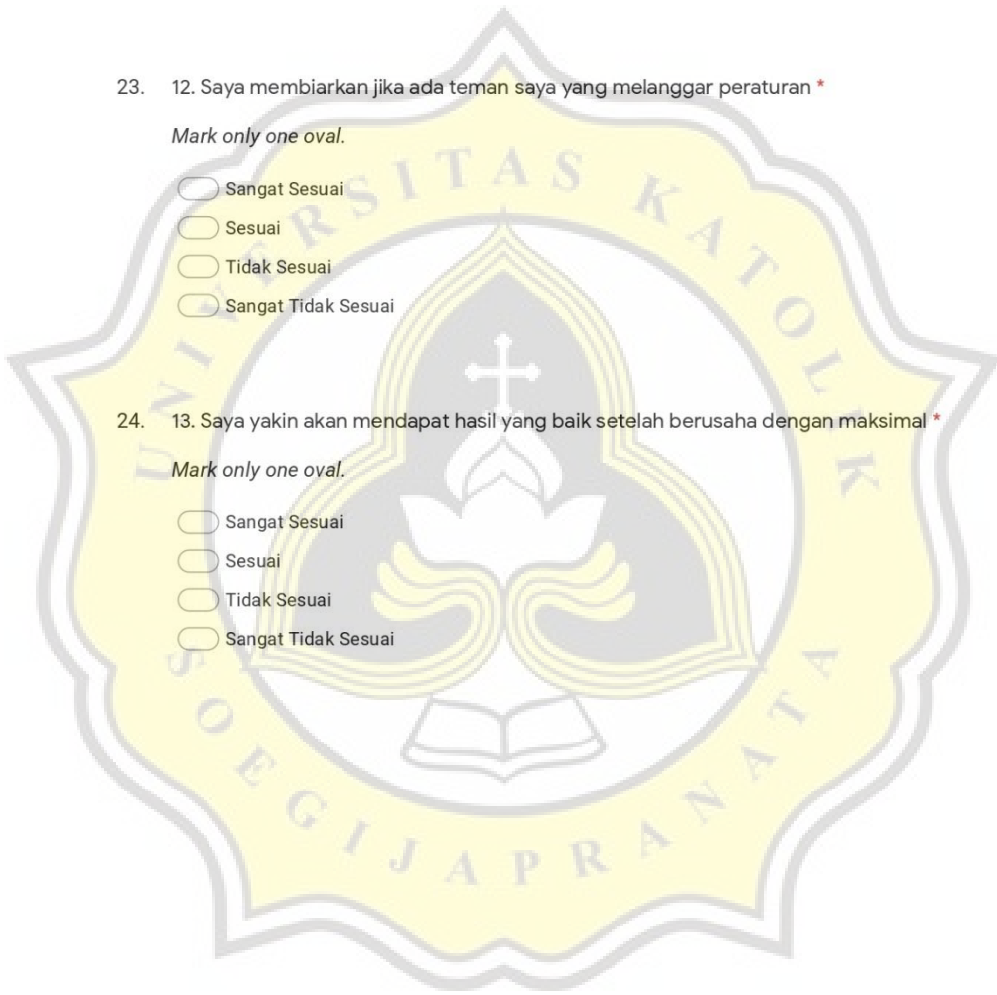 23. 12. Saya membiarkan jika ada teman saya yang melanggar peraturan *
Mark only one oval.
Sangat Sesuai
Sesuai
Tidak Sesuai
Sangat Tidak Sesuai
24. 13. Saya yakin akan mendapat hasil yang baik setelah berusaha dengan maksimal *
Mark only one oval.
Sangat Sesuai
Sesuai
Tidak Sesuai
Sangat Tidak Sesuai
UNIVERSITAS KATOLIK
SOEGIJAPRANATA